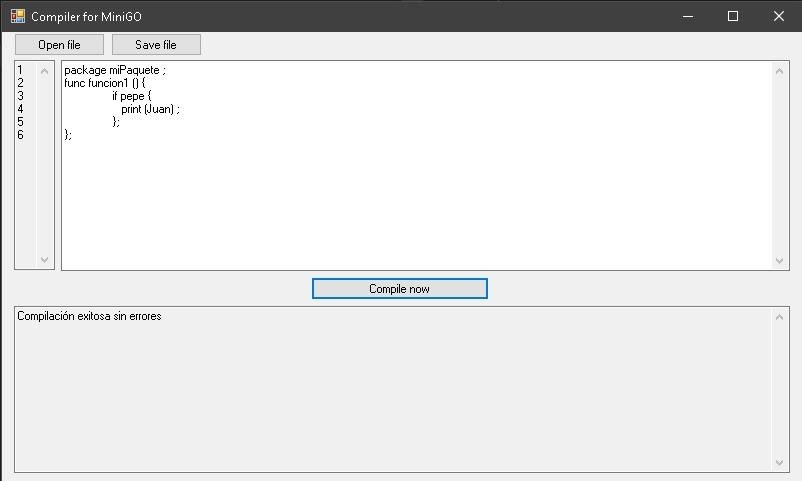 Compiler for MiniGO
Open file
Save file
1 package miPaquete ;
2 func funcion1 () {
3 if pepe {
4 print (Juan) ;
5 };
6 };
Compile now
Compilación exitosa sin errores